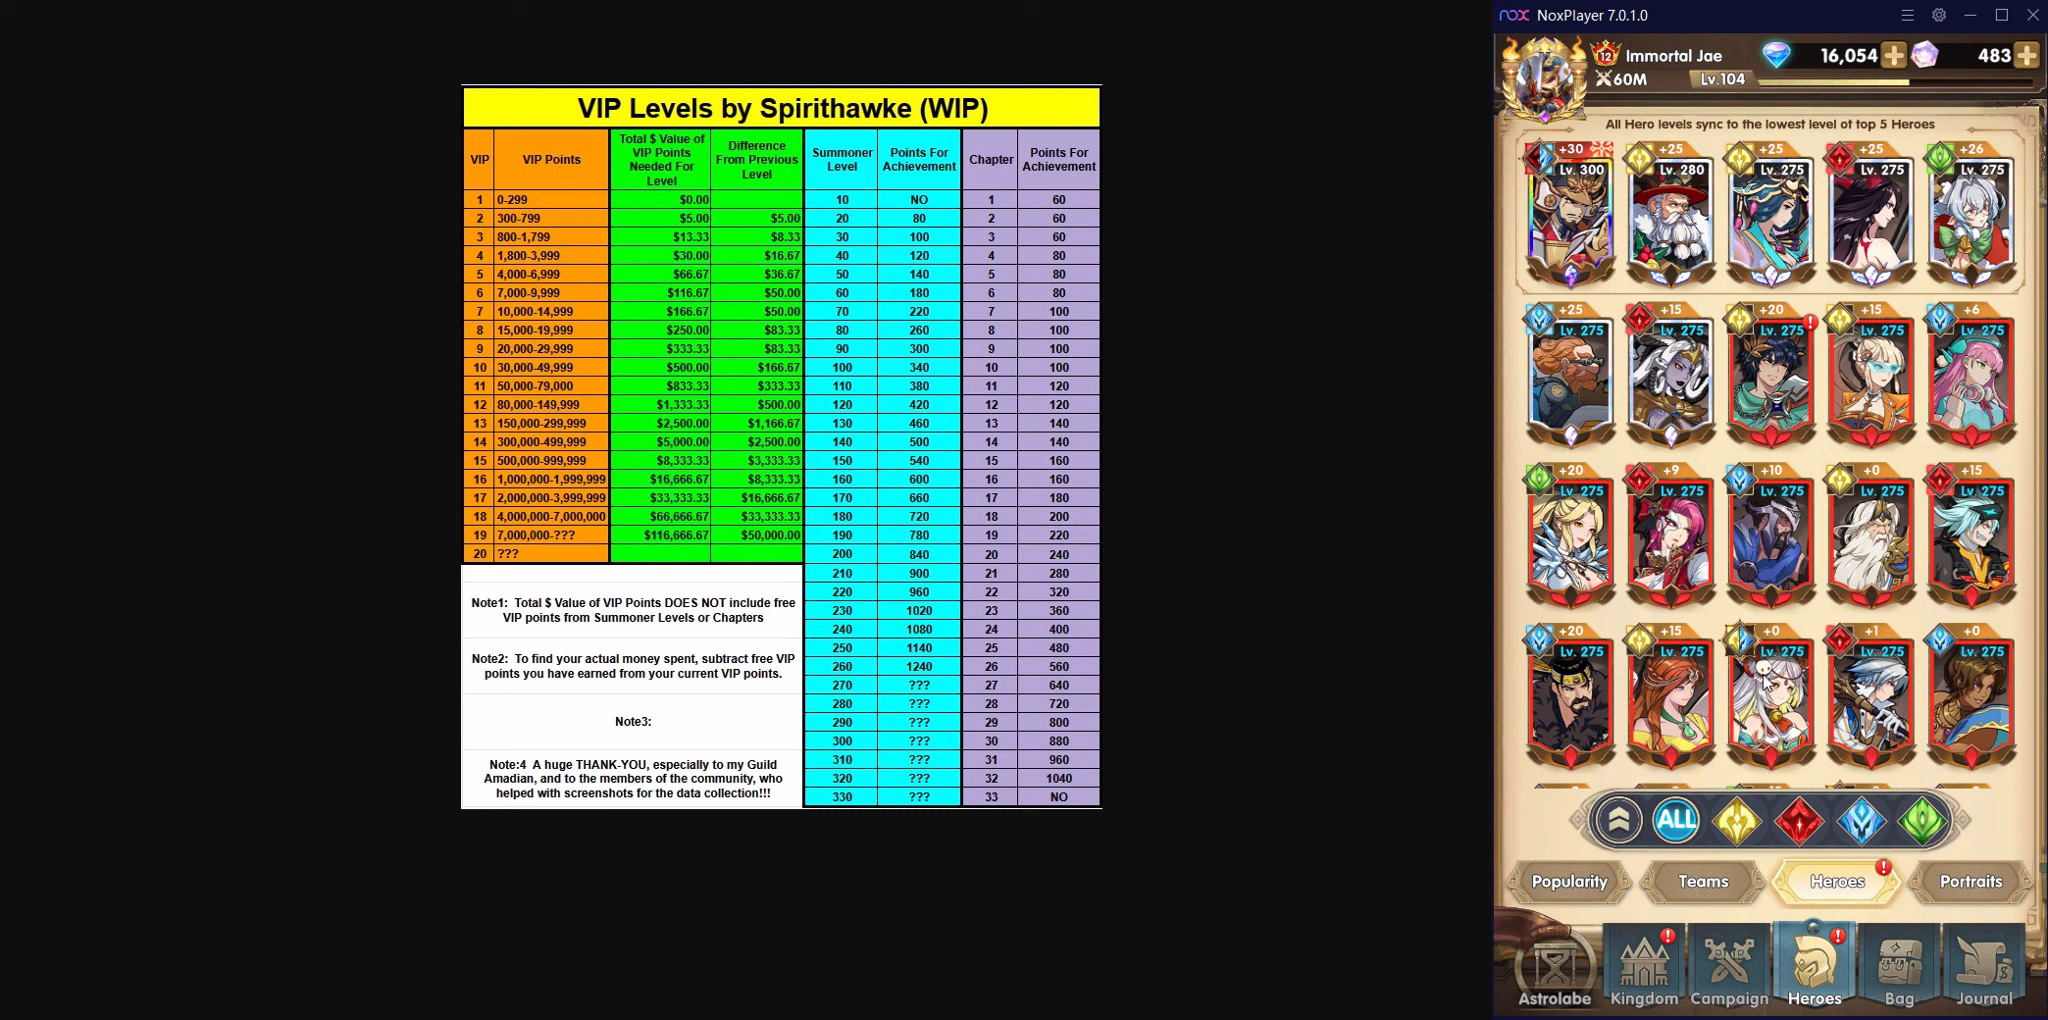 VIP Levels by Spirithawke (WIP)
VIP VIP Points Total $ Value of VIP Points Needed For Level Difference From Previous Level Summoner Level Points For Achievement Chapter Points For Achievement
1 0-299 $0.00 10 NO 1 60
2 300-799 $5.00 $5.00 20 80 2 60
3 800-1,799 $13.33 $8.33 30 100 3 60
4 1,800-3,999 $30.00 $16.67 40 120 4 80
5 4,000-6,999 $66.67 $36.67 50 140 5 80
6 7,000-9,999 $116.67 $50.00 60 180 6 80
7 10,000-14,999 $166.67 $50.00 70 220 7 100
8 15,000-19,999 $250.00 $83.33 80 260 8 100
9 20,000-29,999 $333.33 $83.33 90 300 9 100
10 30,000-49,999 $500.00 $166.67 100 340 10 100
11 50,000-79,000 $833.33 $333.33 110 380 11 120
12 80,000-149,999 $1,333.33 $500.00 120 420 12 120
13 150,000-299,999 $2,500.00 $1,166.67 130 460 13 140
14 300,000-499,999 $5,000.00 $2,500.00 140 500 14 140
15 500,000-999,999 $8,333.33 $3,333.33 150 540 15 160
16 1,000,000-1,999,999 $16,666.67 $8,333.33 160 600 16 160
17 2,000,000-3,999,999 $33,333.33 $16,666.67 170 660 17 180
18 4,000,000-7,000,000 $66,666.67 $33,333.33 180 720 18 200
19 7,000,000-??? $116,666.67 $50,000.00 190 780 19 220
20 ??? 200 840 20 240
210 900 21 280
220 960 22 320
230 1020 23 360
240 1080 24 400
250 1140 25 480
260 1240 26 560
270 ??? 27 640
280 ??? 28 720
290 ??? 29 800
300 ??? 30 880
310 ??? 31 960
320 ??? 32 1040
330 ??? 33 NO
Note1: Total $ Value of VIP Points DOES NOT include free
VIP points from Summoner Levels or Chapters
Note2: To find your actual money spent, subtract free VIP
points you have earned from your current VIP points.
Note3:
Note:4 A huge THANK-YOU, especially to my Guild
Amadian, and to the members of the community, who
helped with screenshots for the data collection!!!
nox NoxPlayer 7.0.1.0
12 Immortal Jae 16,054 483
60M Lv.104
All Hero levels sync to the lowest level of top 5 Heroes
+30 +25 +25 +25 +26
Lv. 300 Lv. 280 Lv. 275 Lv. 275 Lv. 275
+25 +15 +20 +15 +6
Lv. 275 Lv. 275 Lv. 275 Lv. 275 Lv. 275
+20 +9 +10 +0 +15
Lv. 275 Lv. 275 Lv. 275 Lv. 275 Lv. 275
+20 +15 +0 +1 +0
Lv. 275 Lv. 275 Lv. 275 Lv. 275 Lv. 275
ALL
Popularity Teams Heroes Portraits
Astrolabe Kingdom Campaign Heroes Bag Journal